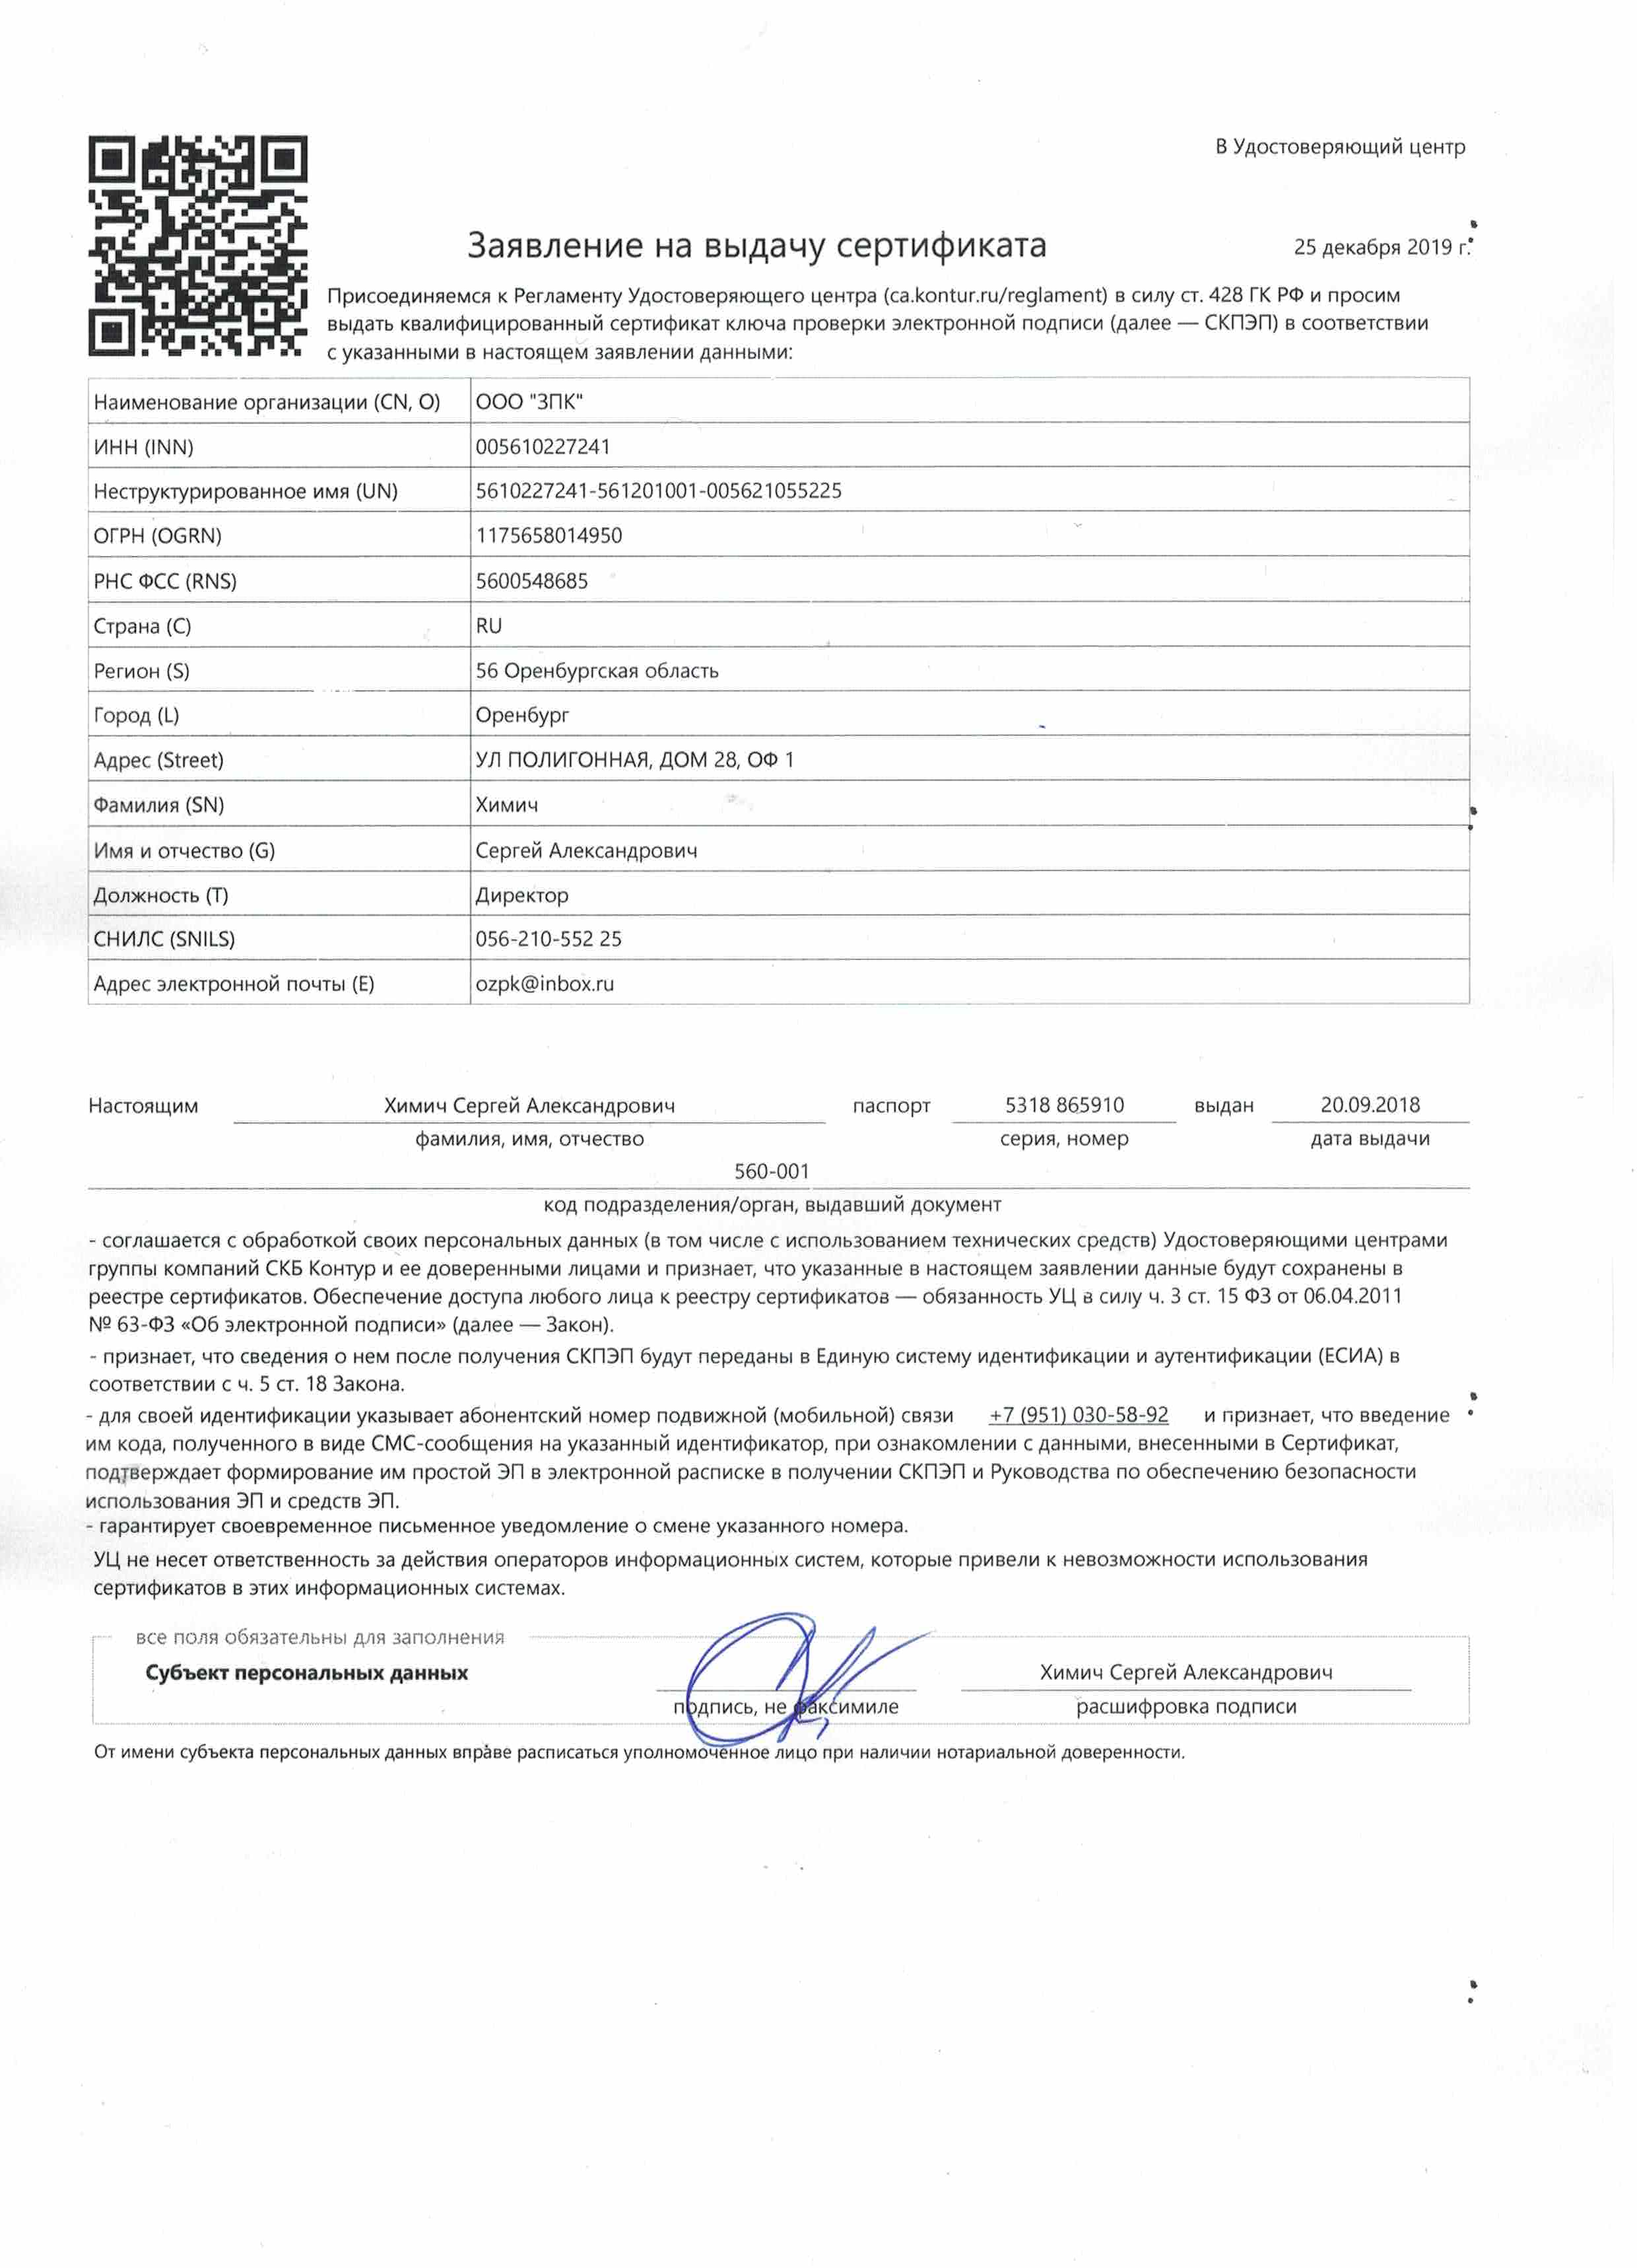 В Удостоверяющий центр
Заявление на выдачу сертификата
25 декабря 2019 г.
Присоединяемся к Регламенту Удостоверяющего центра (ca.kontur.ru/reglament) в силу ст. 428 ГК РФ и просим
выдать квалифицированный сертификат ключа проверки электронной подписи (далее — СКПЭП) в соответствии
с указанными в настоящем заявлении данными:
Наименование организации (CN, O) ООО "ЗПК"
ИНН (INN) 005610227241
Неструктурированное имя (UN) 5610227241-561201001-005621055225
ОГРН (OGRN) 1175658014950
РНС ФСС (RNS) 5600548685
Страна (C) RU
Регион (S) 56 Оренбургская область
Город (L) Оренбург
Адрес (Street) УЛ ПОЛИГОННАЯ, ДОМ 28, ОФ 1
Фамилия (SN) Химич
Имя и отчество (G) Сергей Александрович
Должность (T) Директор
СНИЛС (SNILS) 056-210-552 25
Адрес электронной почты (E) ozpk@inbox.ru
Настоящим Химич Сергей Александрович паспорт 5318 865910 выдан 20.09.2018
фамилия, имя, отчество серия, номер дата выдачи
560-001
код подразделения/орган, выдавший документ
- соглашается с обработкой своих персональных данных (в том числе с использованием технических средств) Удостоверяющими центрами
группы компаний СКБ Контур и ее доверенными лицами и признает, что указанные в настоящем заявлении данные будут сохранены в
реестре сертификатов. Обеспечение доступа любого лица к реестру сертификатов — обязанность УЦ в силу ч. 3 ст. 15 ФЗ от 06.04.2011
№ 63-ФЗ «Об электронной подписи» (далее — Закон).
- признает, что сведения о нем после получения СКПЭП будут переданы в Единую систему идентификации и аутентификации (ЕСИА) в
соответствии с ч. 5 ст. 18 Закона.
- для своей идентификации указывает абонентский номер подвижной (мобильной) связи +7 (951) 030-58-92 и признает, что введение
им кода, полученного в виде СМС-сообщения на указанный идентификатор, при ознакомлении с данными, внесенными в Сертификат,
подтверждает формирование им простой ЭП в электронной расписке в получении СКПЭП и Руководства по обеспечению безопасности
использования ЭП и средств ЭП.
- гарантирует своевременное письменное уведомление о смене указанного номера.
УЦ не несет ответственность за действия операторов информационных систем, которые привели к невозможности использования
сертификатов в этих информационных системах.
все поля обязательны для заполнения
Субъект персональных данных Химич Сергей Александрович
подпись, не факсимиле расшифровка подписи
От имени субъекта персональных данных вправе расписаться уполномоченное лицо при наличии нотариальной доверенности.